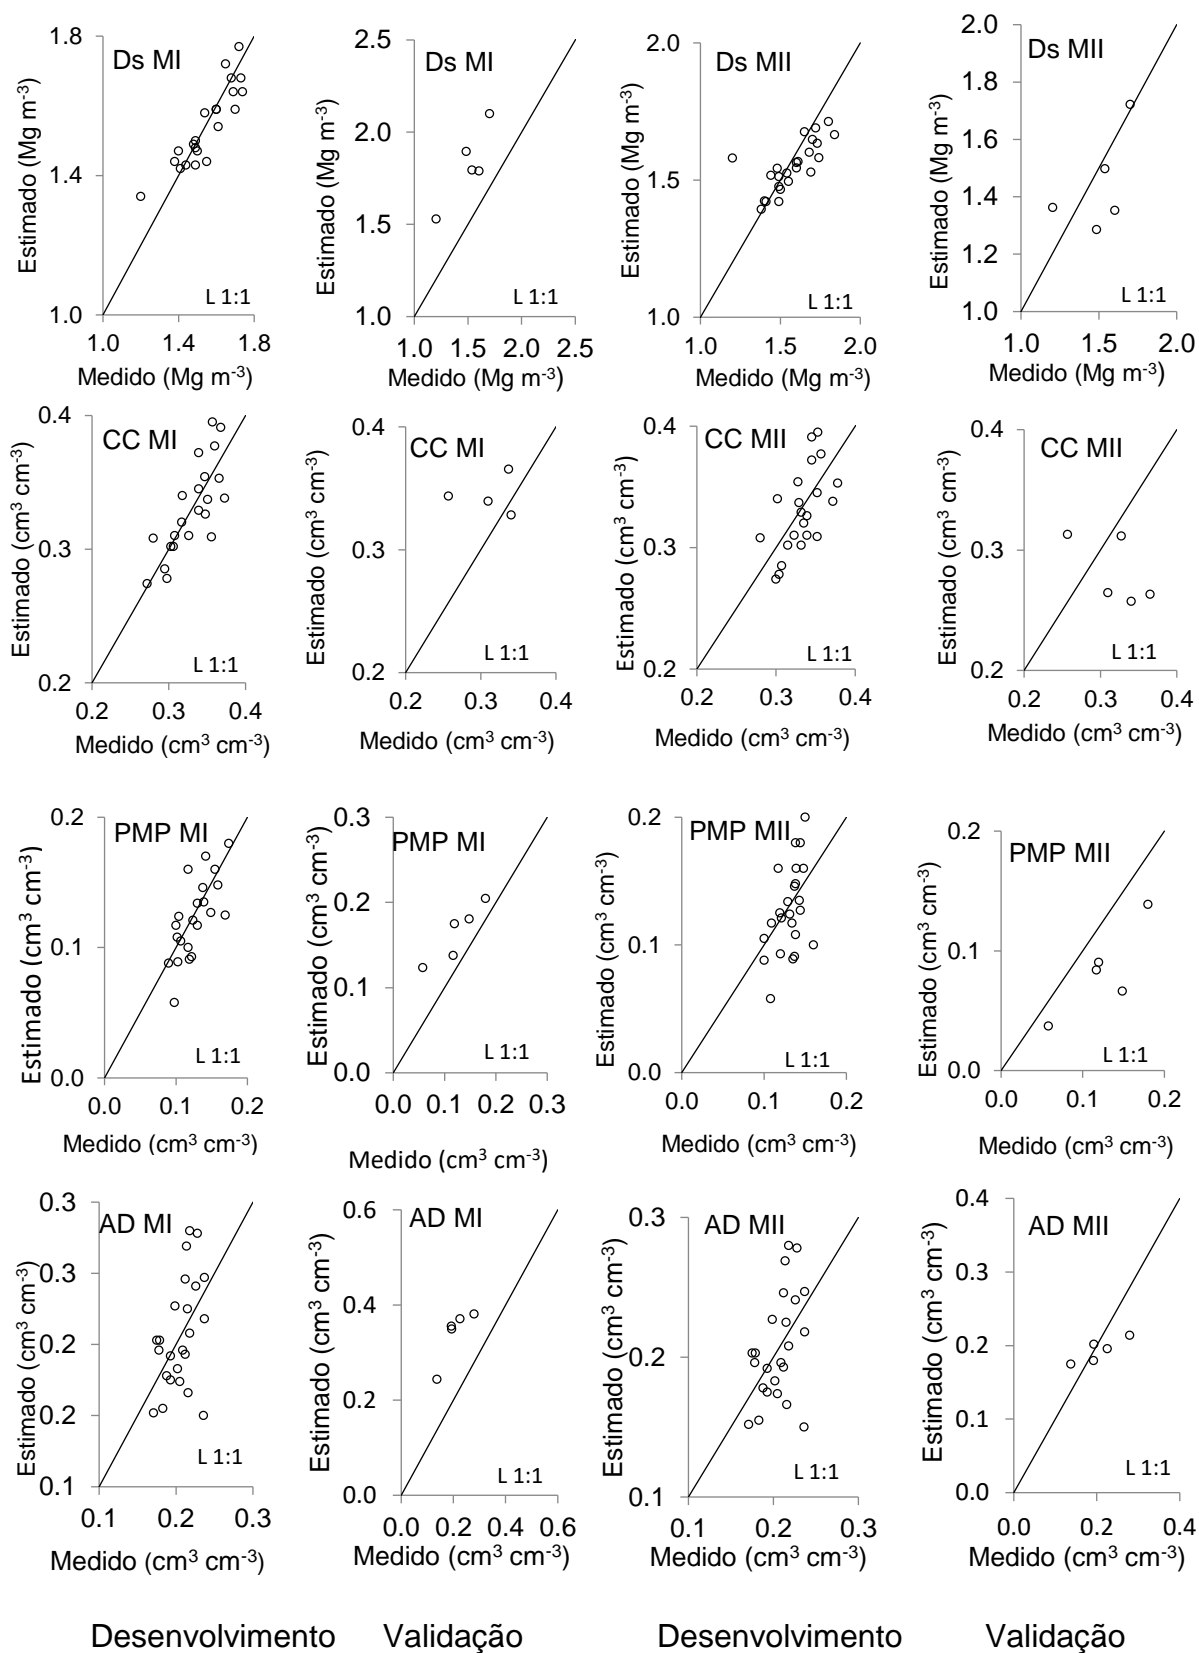 Ds MI
Estimado (Mg m-3)
1.8
1.4
1.0
L 1:1
1.0 1.4 1.8
Medido (Mg m-3)
Ds MI
Estimado (Mg m-3)
2.5
2.0
1.5
1.0
L 1:1
1.0 1.5 2.0 2.5
Medido (Mg m-3)
Ds MII
Estimado (Mg m-3)
2.0
1.5
1.0
L 1:1
1.0 1.5 2.0
Medido (Mg m-3)
Ds MII
Estimado (Mg m-3)
2.0
1.8
1.6
1.4
1.2
1.0
L 1:1
1.0 1.5 2.0
Medido (Mg m-3)
CC MI
Estimado (cm3 cm-3)
0.4
0.3
0.2
L 1:1
0.2 0.3 0.4
Medido (cm3 cm-3)
CC MI
Estimado (cm3 cm-3)
0.4
0.3
0.2
L 1:1
0.2 0.3 0.4
Medido (cm3 cm-3)
CC MII
Estimado (cm3 cm-3)
0.4
0.3
0.2
L 1:1
0.2 0.3 0.4
Medido (cm3 cm-3)
CC MII
Estimado (cm3 cm-3)
0.4
0.3
0.2
L 1:1
0.2 0.3 0.4
Medido (cm3 cm-3)
PMP MI
Estimado (cm3 cm-3)
0.2
0.1
0.0
L 1:1
0.0 0.1 0.2
Medido (cm3 cm-3)
PMP MI
Estimado (cm3 cm-3)
0.3
0.2
0.1
0.0
L 1:1
0.0 0.1 0.2 0.3
Medido (cm3 cm-3)
PMP MII
Estimado (cm3 cm-3)
0.2
0.1
0.0
L 1:1
0.0 0.1 0.2
Medido (cm3 cm-3)
PMP MII
Estimado (cm3 cm-3)
0.2
0.1
0.0
L 1:1
0.0 0.1 0.2
Medido (cm3 cm-3)
AD MI
Estimado (cm3 cm-3)
0.3
0.3
0.2
0.2
0.1
L 1:1
0.1 0.2 0.3
Medido (cm3 cm-3)
AD MI
Estimado (cm3 cm-3)
0.6
0.4
0.2
0.0
L 1:1
0.0 0.2 0.4 0.6
Medido (cm3 cm-3)
AD MII
Estimado (cm3 cm-3)
0.3
0.2
0.1
L 1:1
0.1 0.2 0.3
Medido (cm3 cm-3)
AD MII
Estimado (cm3 cm-3)
0.4
0.3
0.2
0.1
0.0
L 1:1
0.0 0.2 0.4
Medido (cm3 cm-3)
Desenvolvimento Validação Desenvolvimento Validação